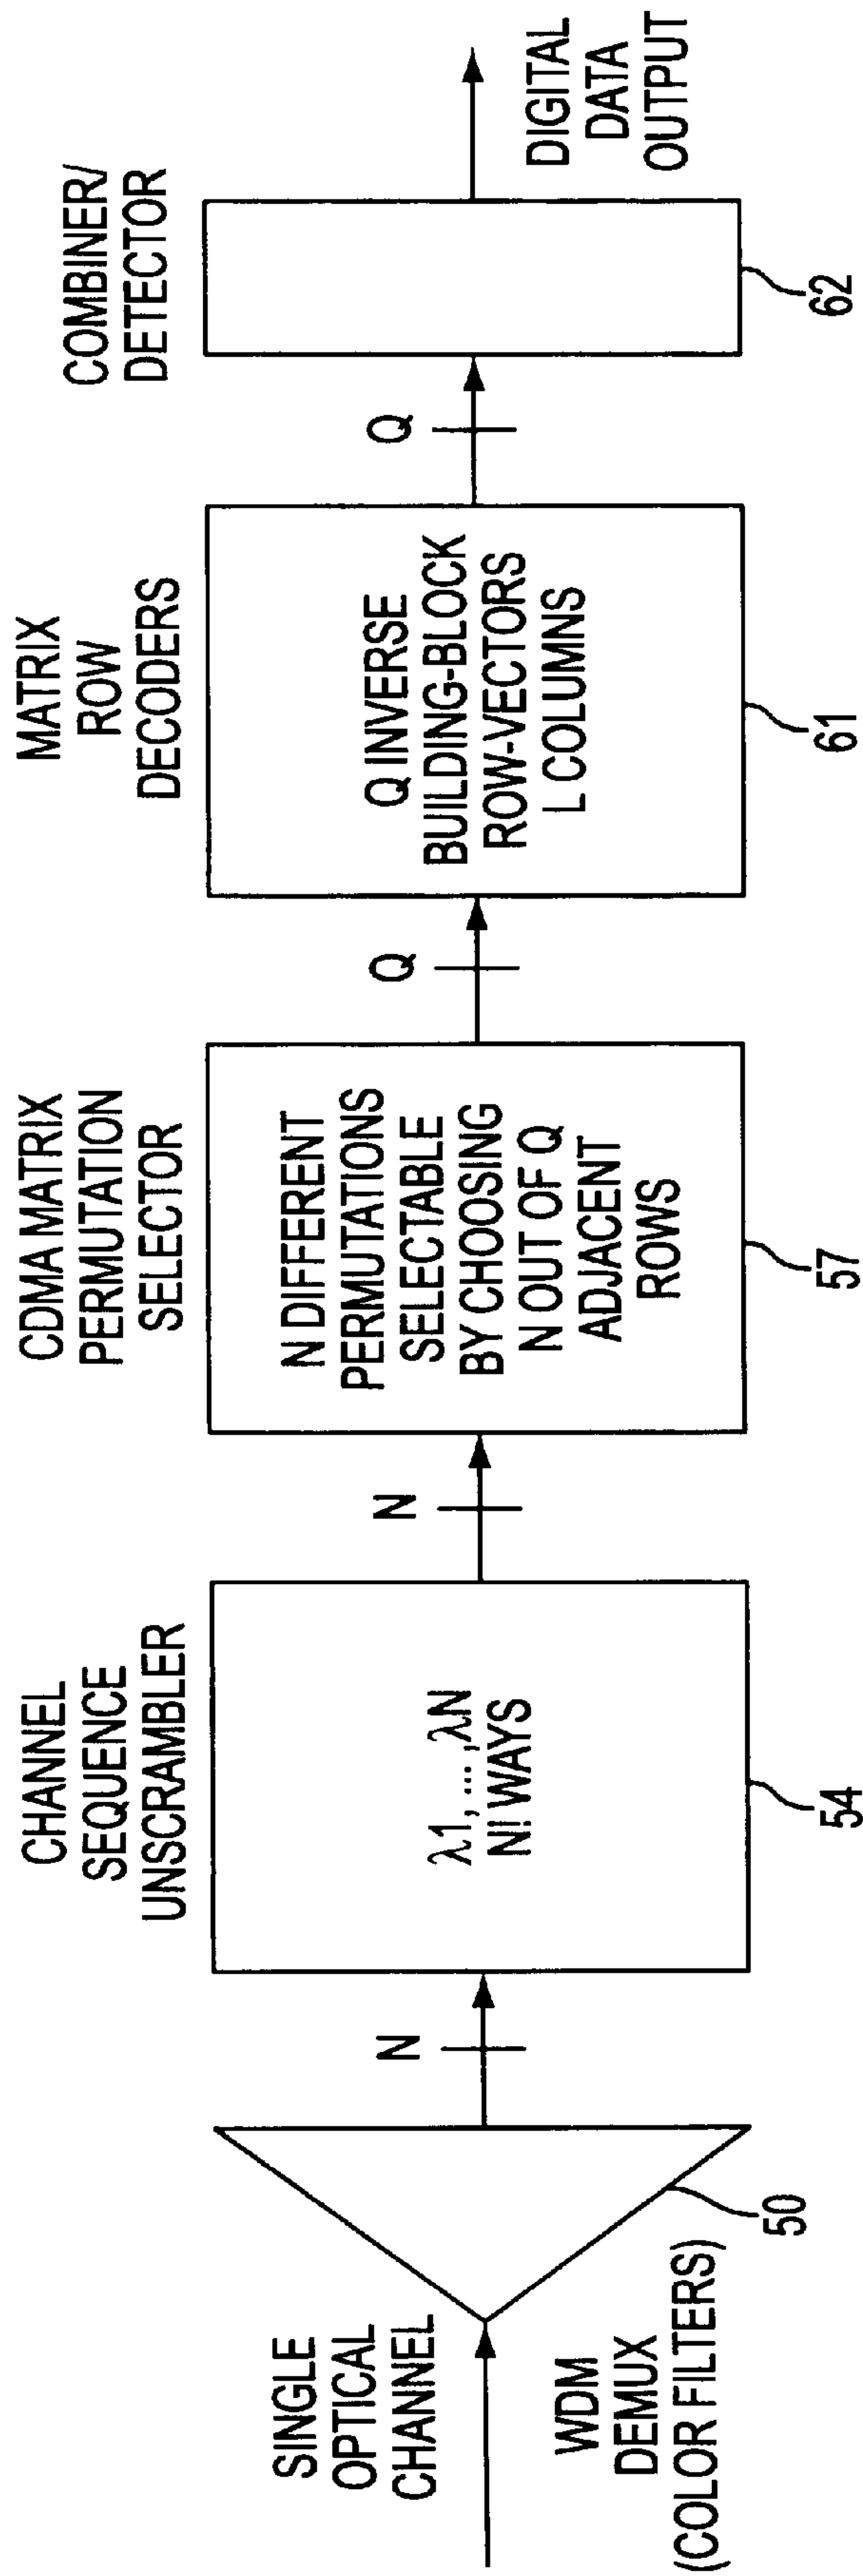 SINGLE
OPTICAL
CHANNEL
WDM
DEMUX
(COLOR FILTERS)
50
N
CHANNEL
SEQUENCE
UNSCRAMBLER
λ1, ... ,λN
N! WAYS
54
N
CDMA MATRIX
PERMUTATION
SELECTOR
N DIFFERENT
PERMUTATIONS
SELECTABLE
BY CHOOSING
N OUT OF Q
ADJACENT
ROWS
57
Q
MATRIX
ROW
DECODERS
Q INVERSE
BUILDING-BLOCK
ROW-VECTORS
L COLUMNS
61
Q
COMBINER/
DETECTOR
62
DIGITAL
DATA
OUTPUT